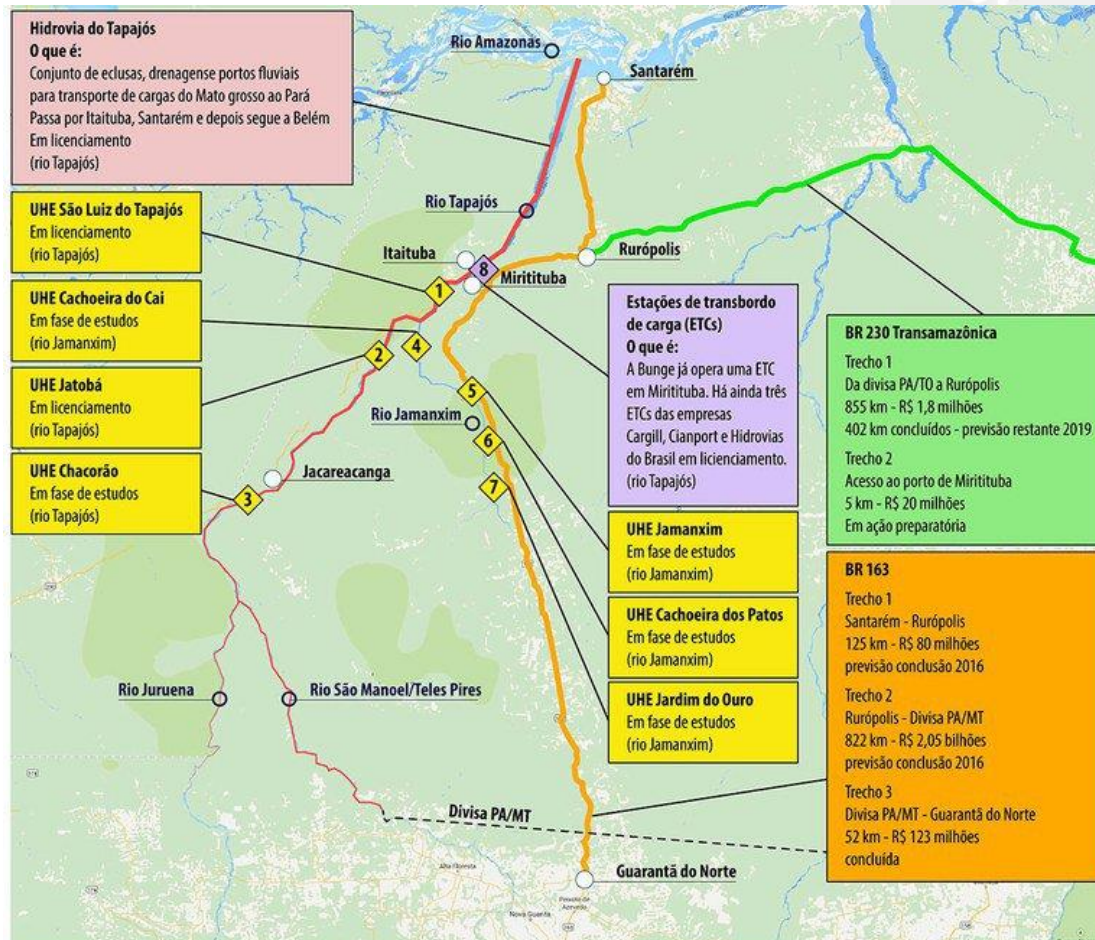 Hidrovia do Tapajós
O que é:
Conjunto de eclusas, drenagense portos fluviais
para transporte de cargas do Mato grosso ao Pará
Passa por Itaituba, Santarém e depois segue a Belém
Em licenciamento
(rio Tapajós)
Rio Amazonas
Santarém
UHE São Luiz do Tapajós
Em licenciamento
(rio Tapajós)
Rio Tapajós
Itaituba
8
Miritituba
Rurópolis
UHE Cachoeira do Cai
Em fase de estudos
(rio Jamanxim)
1
4
2
UHE Jatobá
Em licenciamento
(rio Tapajós)
5
Rio Jamanxim
6
7
UHE Chacorão
Em fase de estudos
(rio Tapajós)
Jacareacanga
3
Estações de transbordo
de carga (ETCs)
O que é:
A Bunge já opera uma ETC
em Miritituba. Há ainda três
ETCs das empresas
Cargill, Cianport e Hidrovias
do Brasil em licienciamento.
(rio Tapajós)
BR 230 Transamazônica
Trecho 1
Da divisa PA/TO a Rurópolis
855 km - R$ 1,8 milhões
402 km concluídos - previsão restante 2019
Trecho 2
Acesso ao porto de Miritituba
5 km - R$ 20 milhões
Em ação preparatória
UHE Jamanxim
Em fase de estudos
(rio Jamanxim)
UHE Cachoeira dos Patos
Em fase de estudos
(rio Jamanxim)
UHE Jardim do Ouro
Em fase de estudos
(rio Jamanxim)
BR 163
Trecho 1
Santarém - Rurópolis
125 km - R$ 80 milhões
previsão conclusão 2016
Trecho 2
Rurópolis - Divisa PA/MT
822 km - R$ 2,05 bilhões
previsão conclusão 2016
Trecho 3
Divisa PA/MT - Guarantã do Norte
52 km - R$ 123 milhões
concluída
Rio Juruena
Rio São Manoel/Teles Pires
Divisa PA/MT
Alta Floresta
Guarantã do Norte
Peixoto de
Azevedo
Nova Guarita